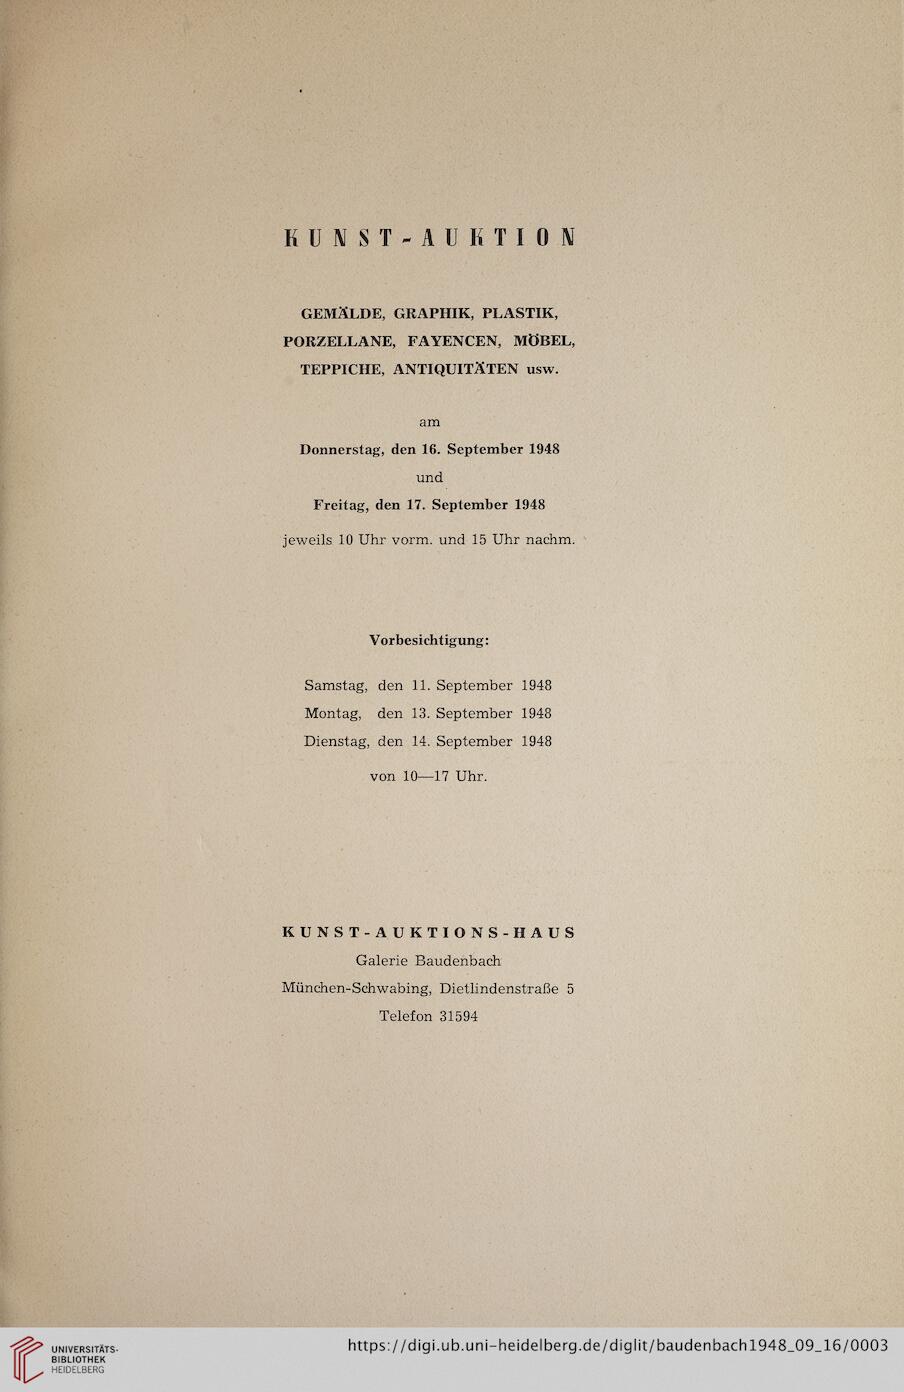 KUNST-AUKTION
GEMÄLDE, GRAPHIK, PLASTIK,
PORZELLANE, FAYENCEN, MÖBEL,
TEPPICHE, ANTIQUITÄTEN usw.
am
Donnerstag, den 16. September 1948
und
Freitag, den 17. September 1948
jeweils 10 Uhr vorm. und 15 Uhr nachm.
Vorbesichtigung:
Samstag, den 11. September 1948
Montag, den 13. September 1948
Dienstag, den 14. September 1948
von 10—17 Uhr.
KUNST-AUKTIONS-HAUS
Galerie Baudenbach
München-Schwabing, Dietlindenstraße 5
Telefon 31594
UNIVERSITÄTS-
BIBLIOTHEK
HEIDELBERG
https://digi.ub.uni-heidelberg.de/diglit/baudenbach1948_09_16/0003